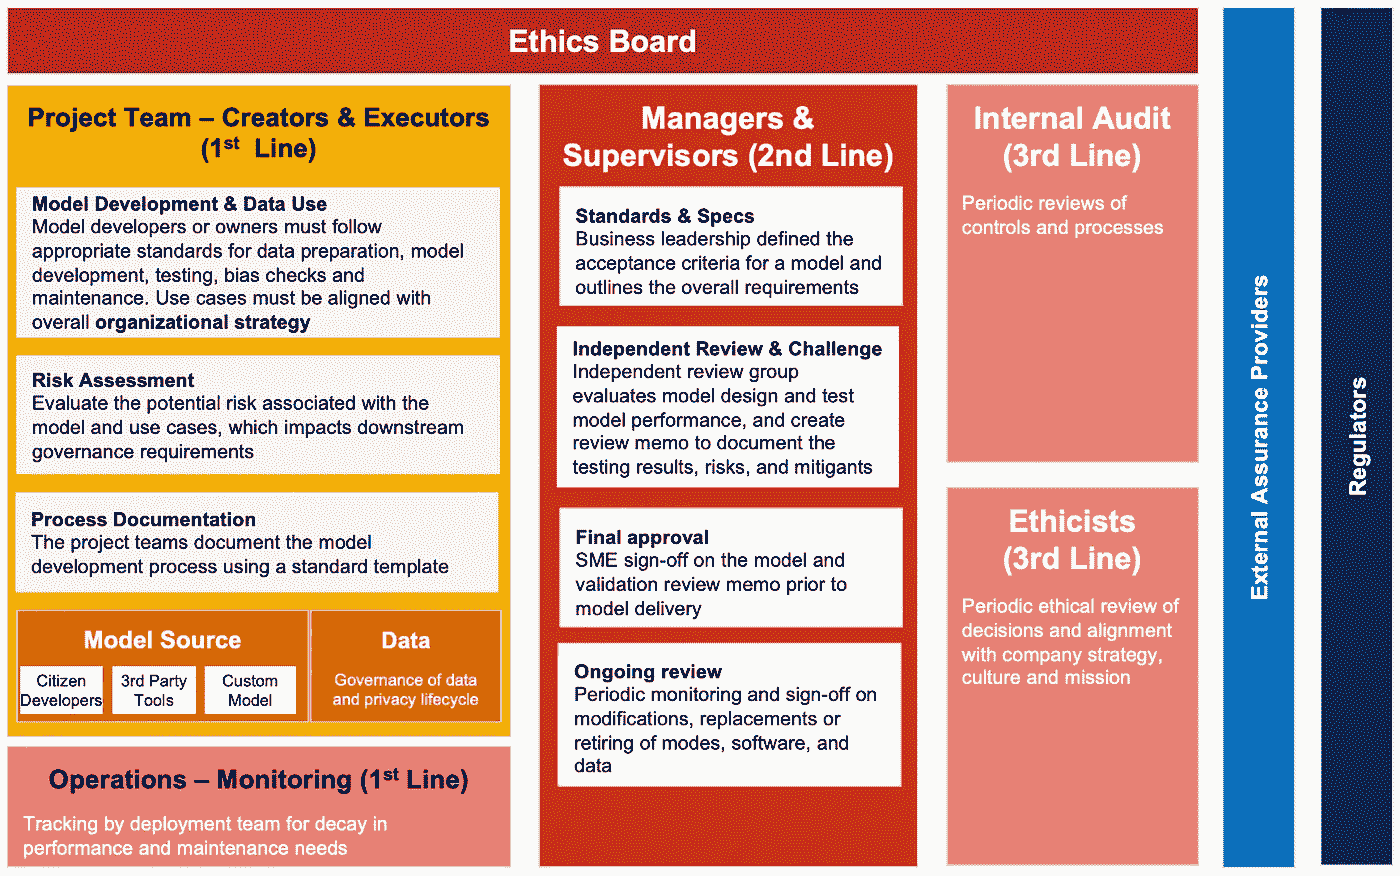 Ethics Board
Project Team – Creators & Executors
(1st Line)
Model Development & Data Use
Model developers or owners must follow
appropriate standards for data preparation, model
development, testing, bias checks and
maintenance. Use cases must be aligned with
overall organizational strategy
Risk Assessment
Evaluate the potential risk associated with the
model and use cases, which impacts downstream
governance requirements
Process Documentation
The project teams document the model
development process using a standard template
Model Source
Citizen
Developers
3rd Party
Tools
Custom
Model
Data
Governance of data
and privacy lifecycle
Operations – Monitoring (1st Line)
Tracking by deployment team for decay in
performance and maintenance needs
Managers &
Supervisors (2nd Line)
Standards & Specs
Business leadership defined the
acceptance criteria for a model and
outlines the overall requirements
Independent Review & Challenge
Independent review group
evaluates model design and test
model performance, and create
review memo to document the
testing results, risks, and mitigants
Final approval
SME sign-off on the model and
validation review memo prior to
model delivery
Ongoing review
Periodic monitoring and sign-off on
modifications, replacements or
retiring of modes, software, and
data
Internal Audit
(3rd Line)
Periodic reviews of
controls and processes
Ethicists
(3rd Line)
Periodic ethical review of
decisions and alignment
with company strategy,
culture and mission
External Assurance Providers
Regulators